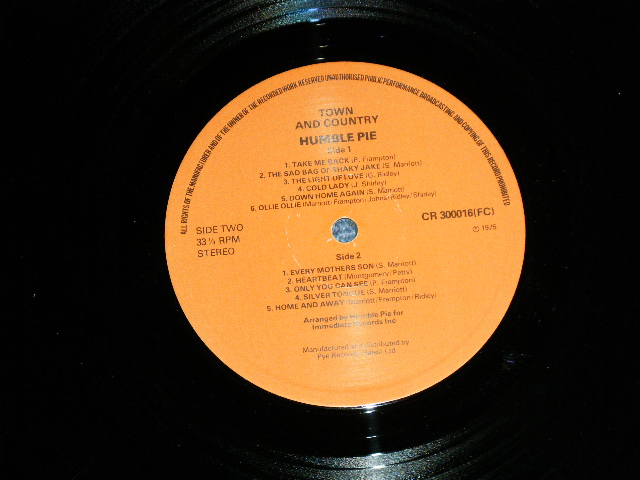 ALL RIGHTS OF THE MANUFACTURER AND OF THE OWNER OF THE RECORDED WORK RESERVED UNAUTHORISED PUBLIC PERFORMANCE BROADCASTING AND COPYING OF THIS RECORD PROHIBITED
TOWN
AND COUNTRY
HUMBLE PIE
Side 1
1. TAKE ME BACK (P. Frampton)
2. THE SAD BAG OF SHAKY JAKE (S. Marriott)
3. THE LIGHT OF LOVE (G. Ridley)
4. COLD LADY (J. Shirley)
5. DOWN HOME AGAIN (S. Marriott)
6. OLLIE OLLIE (Marriott/Frampton/Johns/Ridley/Shirley)
SIDE TWO
33⅓ RPM
STEREO
CR 300016(FC)
℗ 1976
Side 2
1. EVERY MOTHERS SON (S. Marriott)
2. HEARTBEAT (Montgomery/Petty)
3. ONLY YOU CAN SEE (P. Frampton)
4. SILVER TONGUE (S. Marriott)
5. HOME AND AWAY (Marriott/Frampton/Ridley)
Arranged by Humble Pie for
Immediate Records Inc
Manufactured and distributed by
Pye Records (Sales) Ltd